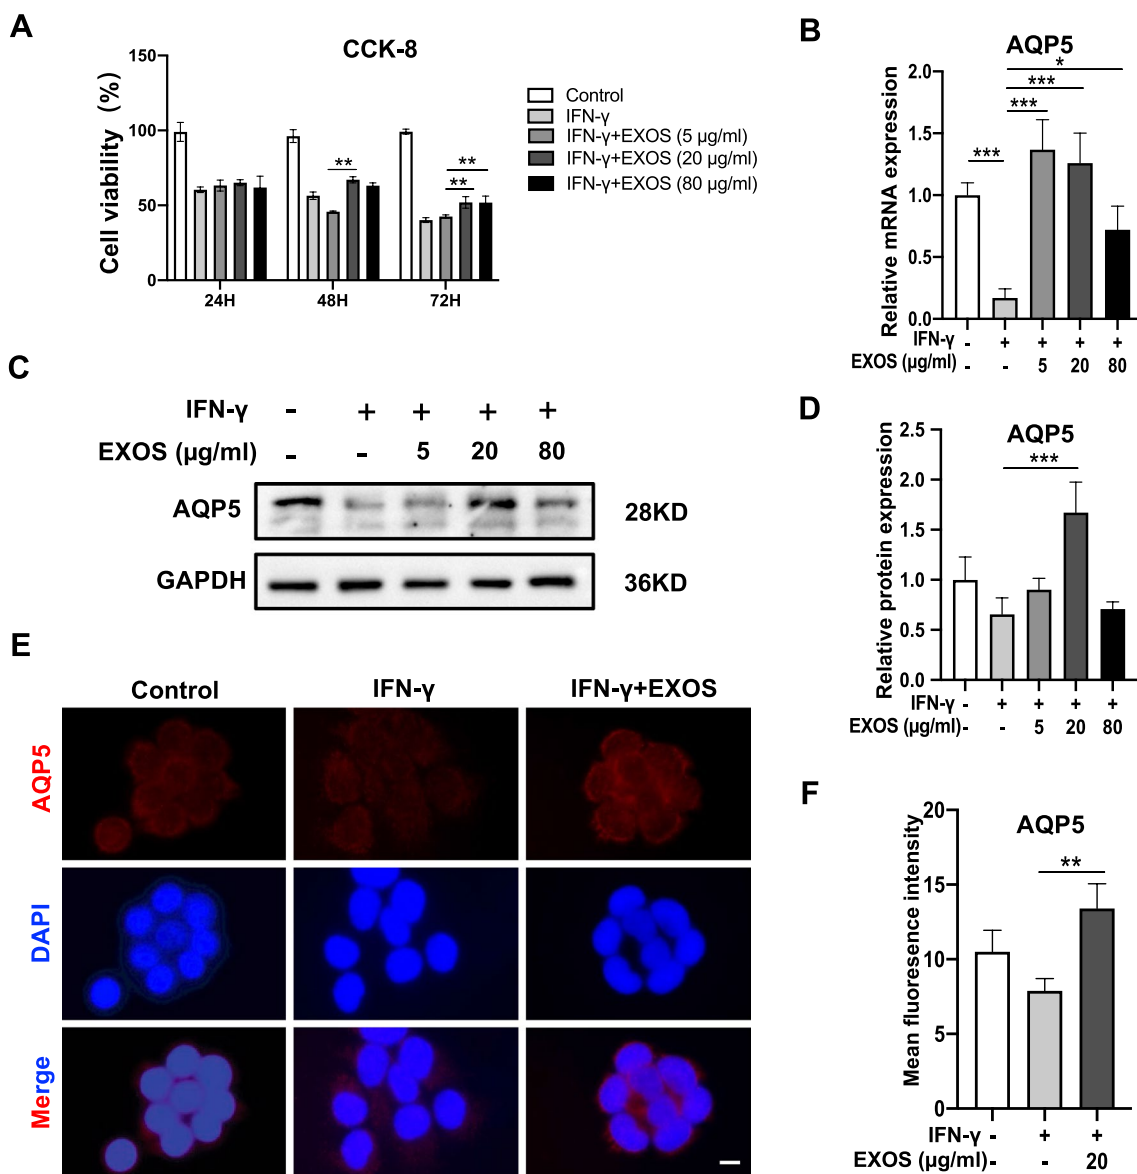 A
CCK-8
Cell viability (%)
150
100
50
0
24H
48H
72H
**
**
**
Control
IFN-γ
IFN-γ+EXOS (5 μg/ml)
IFN-γ+EXOS (20 μg/ml)
IFN-γ+EXOS (80 μg/ml)
B
AQP5
Relative mRNA expression
2.0
1.5
1.0
0.5
0.0
***
***
***
*
IFN-γ - + + + +
EXOS (μg/ml) - - 5 20 80
C
IFN-γ - + + + +
EXOS (μg/ml) - - 5 20 80
AQP5 28KD
GAPDH 36KD
D
AQP5
Relative protein expression
2.5
2.0
1.5
1.0
0.5
0.0
***
IFN-γ - + + + +
EXOS (μg/ml) - - 5 20 80
E
Control IFN-γ IFN-γ+EXOS
AQP5
DAPI
Merge
F
AQP5
Mean fluoresence intensity
20
15
10
5
0
**
IFN-γ - + +
EXOS (μg/ml) - - 20